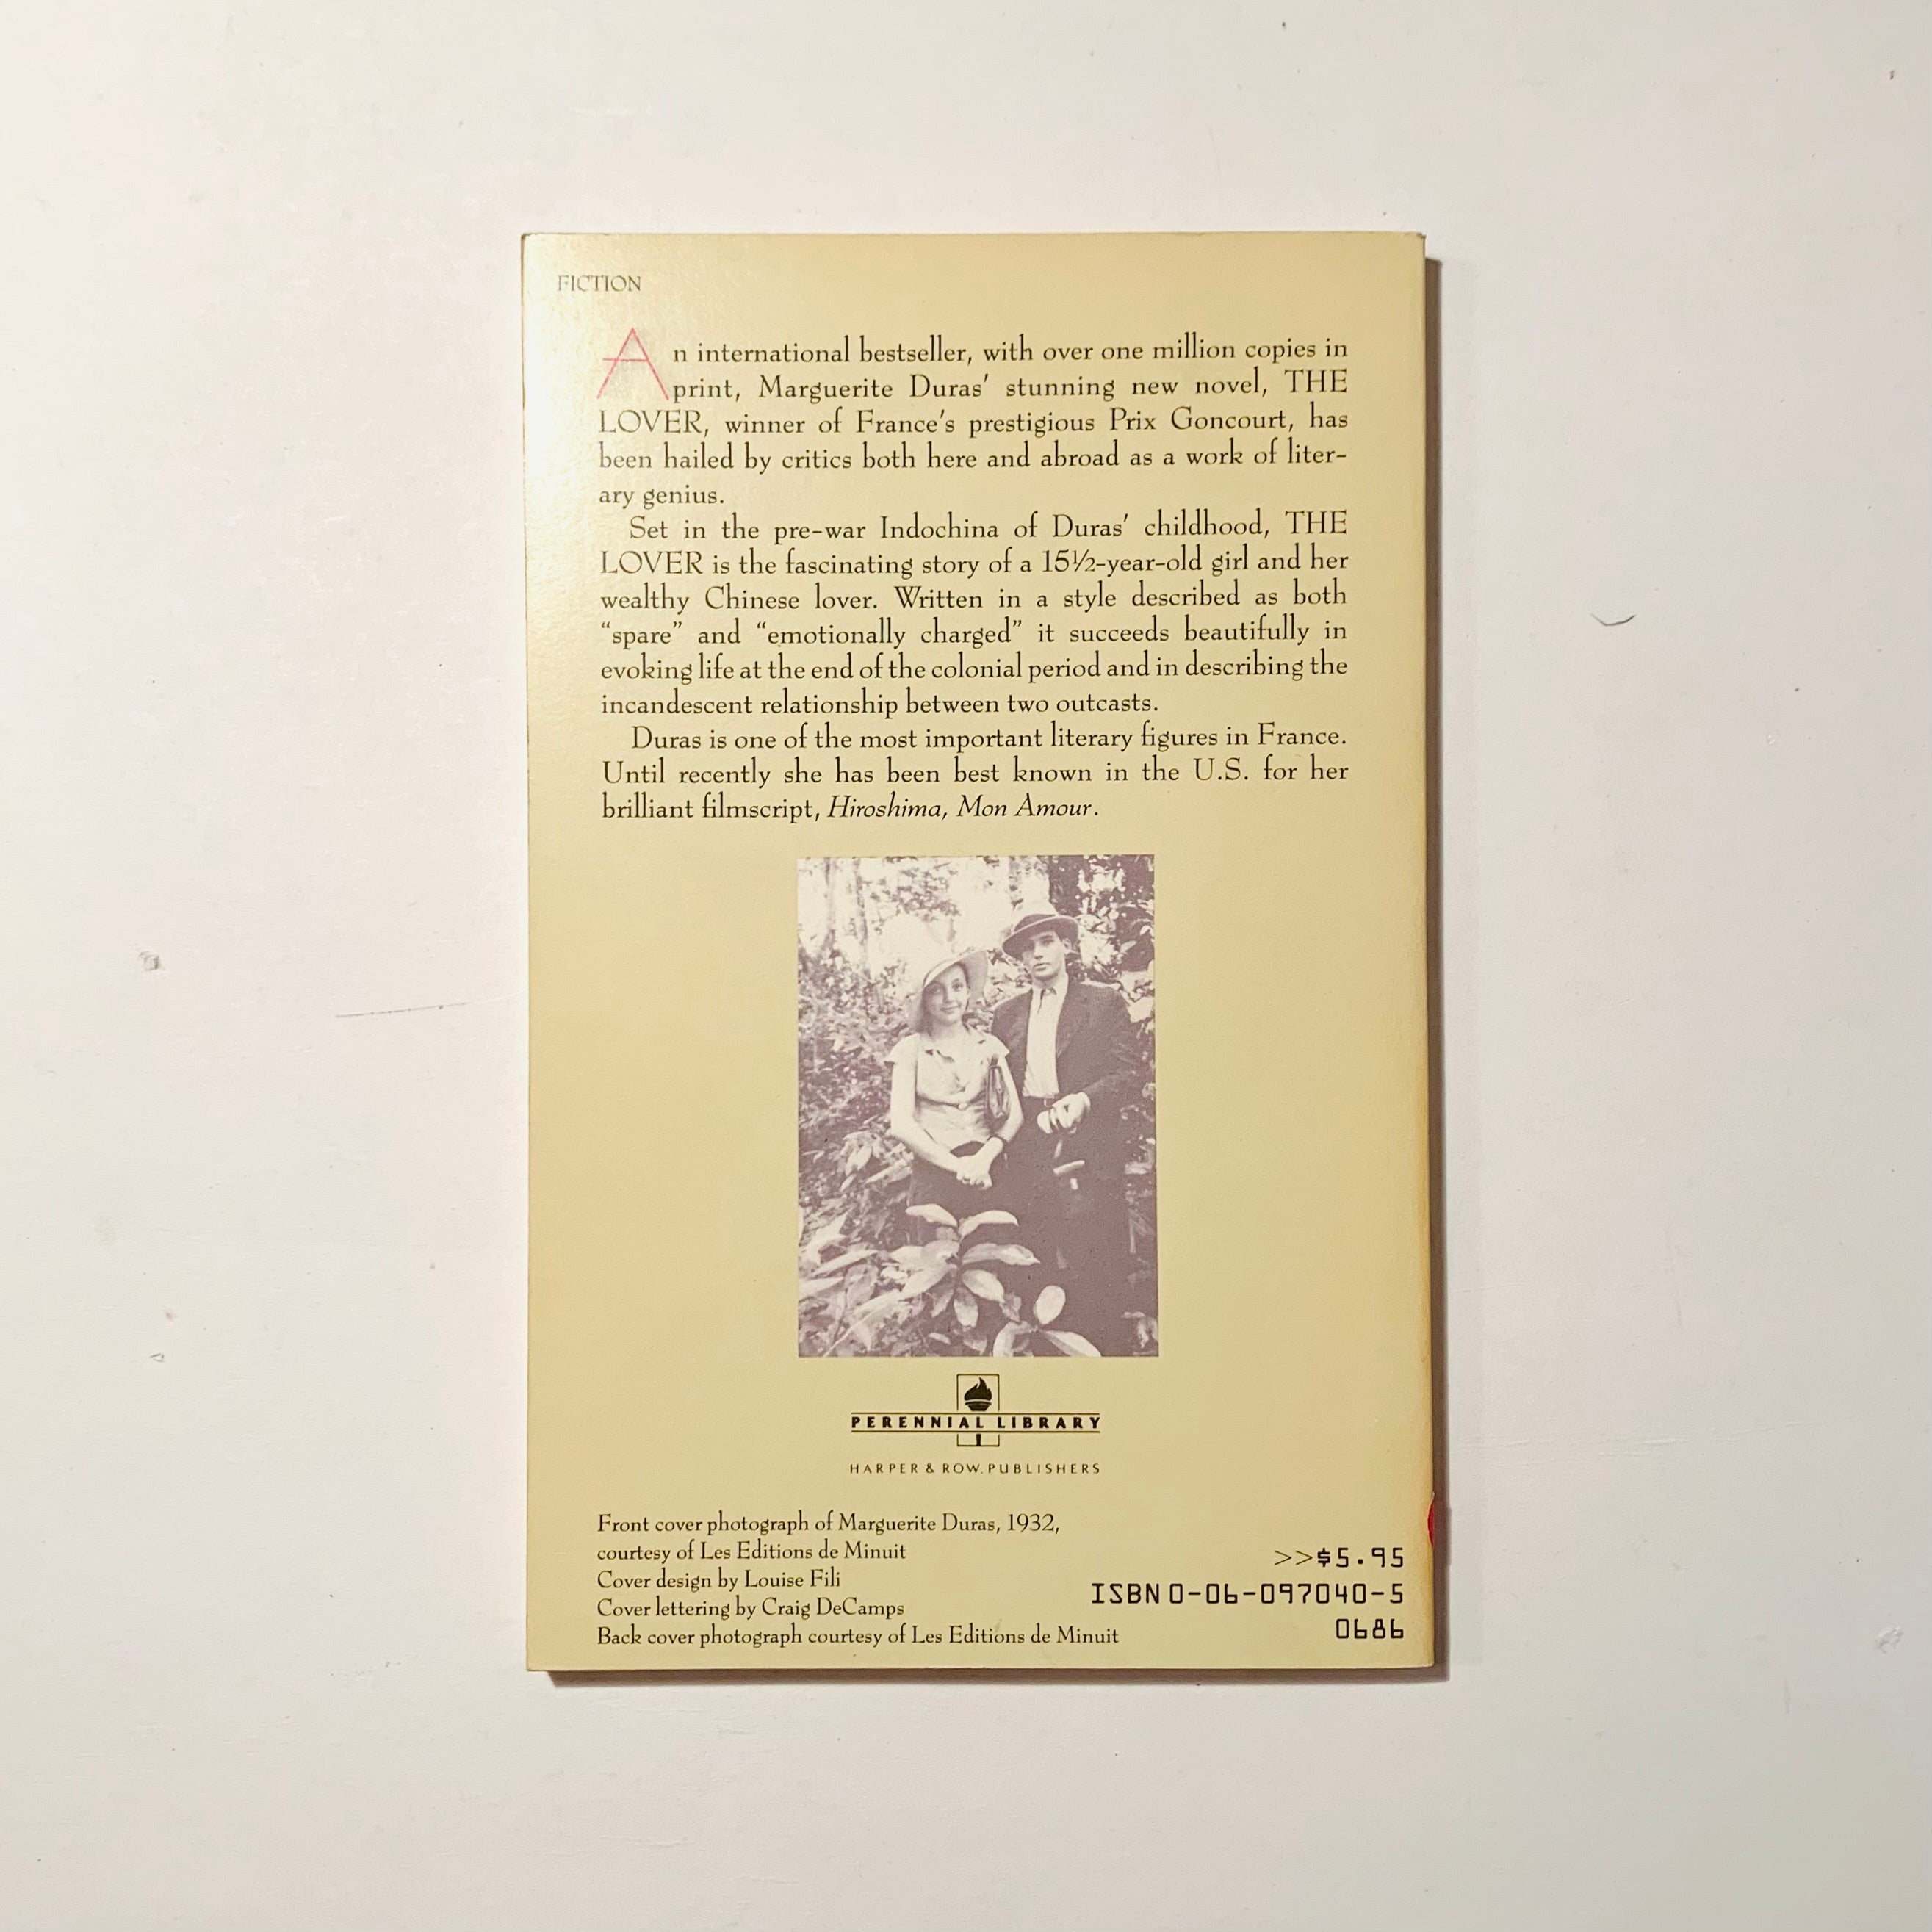 FICTION
An international bestseller, with over one million copies in
print, Marguerite Duras' stunning new novel, THE
LOVER, winner of France's prestigious Prix Goncourt, has
been hailed by critics both here and abroad as a work of liter-
ary genius.
Set in the pre-war Indochina of Duras' childhood, THE
LOVER is the fascinating story of a 15½-year-old girl and her
wealthy Chinese lover. Written in a style described as both
“spare” and “emotionally charged” it succeeds beautifully in
evoking life at the end of the colonial period and in describing the
incandescent relationship between two outcasts.
Duras is one of the most important literary figures in France.
Until recently she has been best known in the U.S. for her
brilliant filmscript, Hiroshima, Mon Amour.
PERENNIAL LIBRARY
HARPER & ROW, PUBLISHERS
Front cover photograph of Marguerite Duras, 1932,
courtesy of Les Editions de Minuit
Cover design by Louise Fili
Cover lettering by Craig DeCamps
Back cover photograph courtesy of Les Editions de Minuit
>>$5.95
ISBN 0-06-097040-5
0686